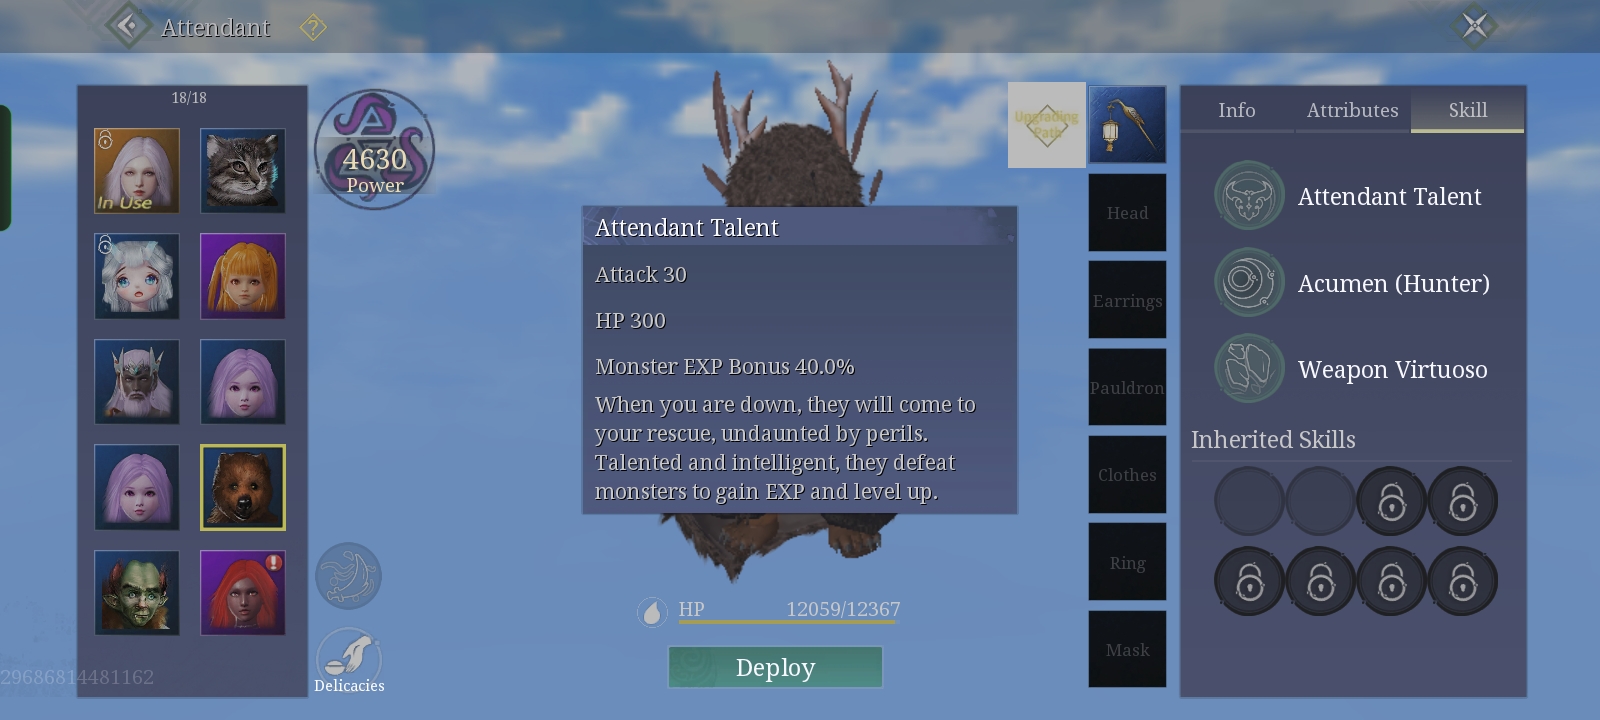 Attendant
?
18/18
In Use
4630
Power
Delicacies
29686814481162
Attendant Talent
Attack 30
HP 300
Monster EXP Bonus 40.0%
When you are down, they will come to
your rescue, undaunted by perils.
Talented and intelligent, they defeat
monsters to gain EXP and level up.
HP 12059/12367
Deploy
Upgrading
Path
Head
Earrings
Pauldron
Clothes
Ring
Mask
Info Attributes Skill
Attendant Talent
Acumen (Hunter)
Weapon Virtuoso
Inherited Skills